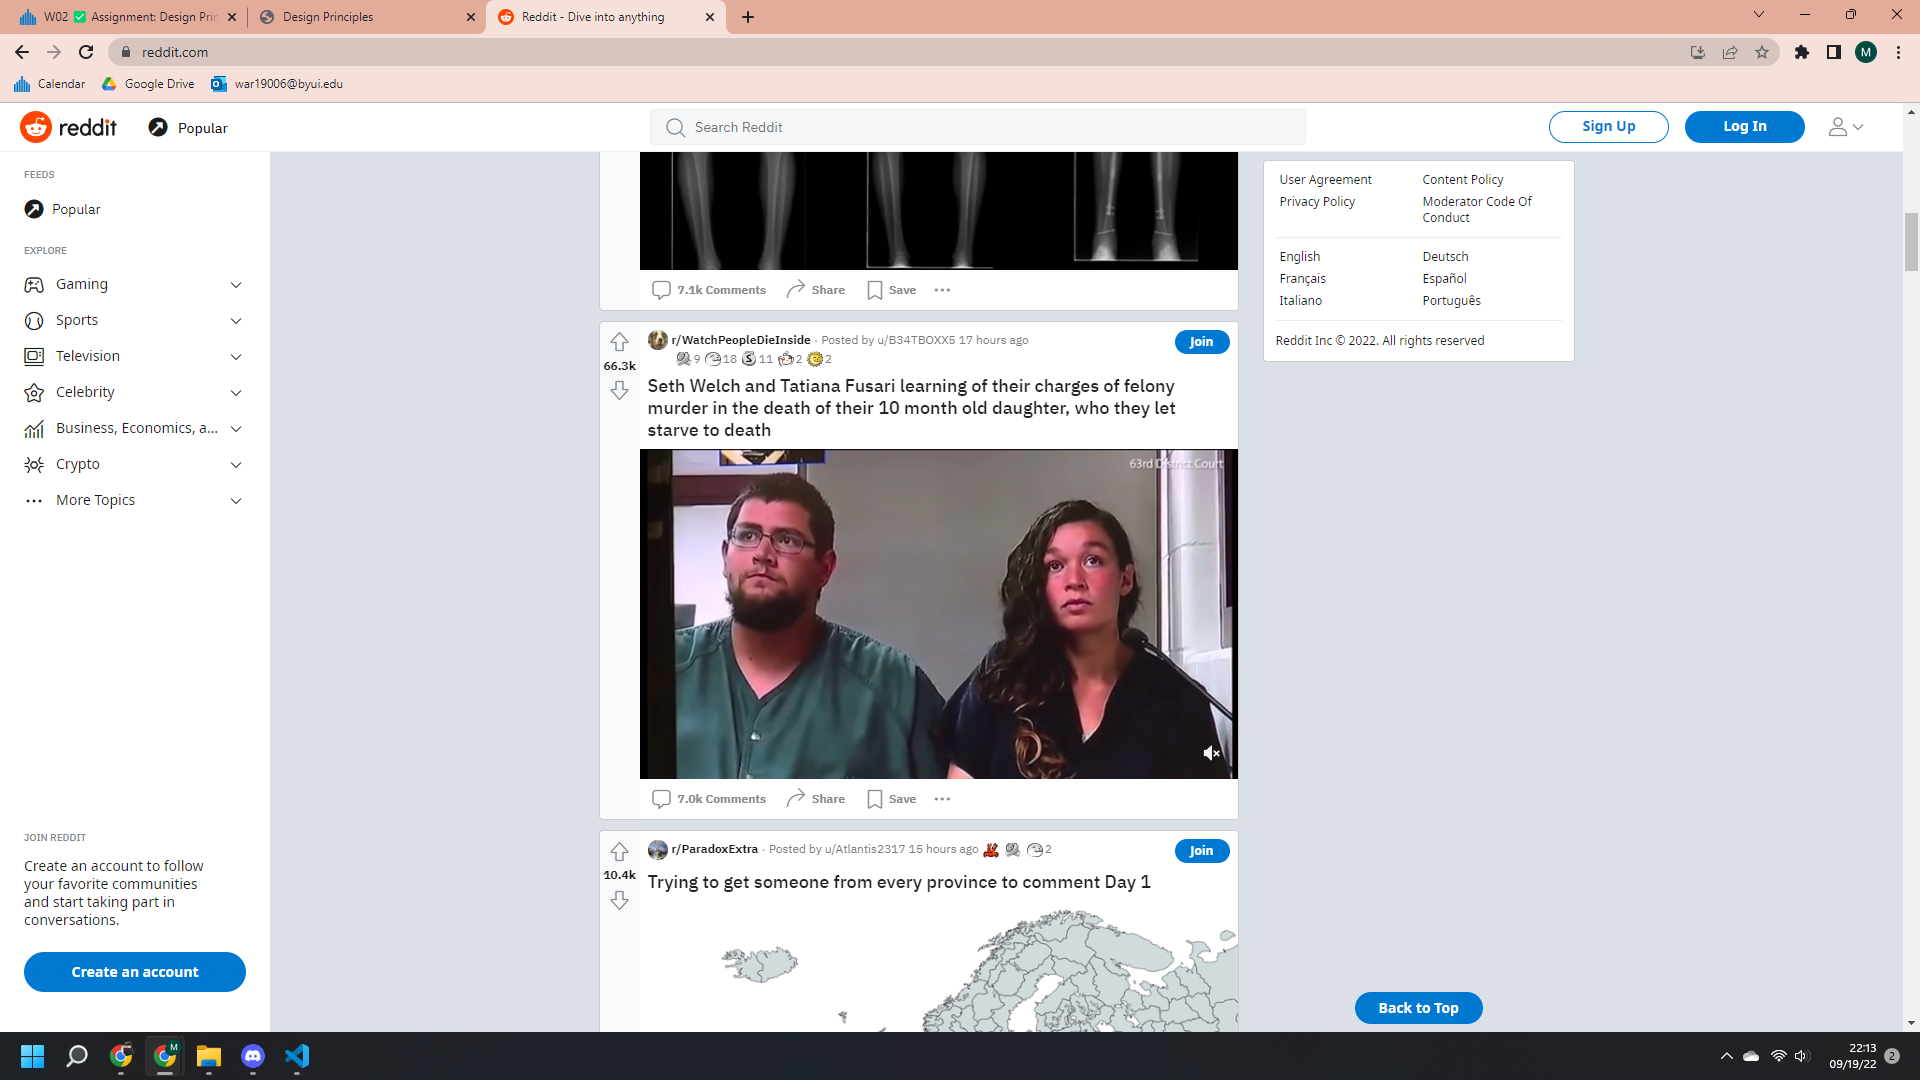 W02 ✅ Assignment: Design Prin
Design Principles
Reddit - Dive into anything
reddit.com
M
Calendar
Google Drive
war19006@byui.edu
reddit
Popular
Search Reddit
Sign Up
Log In
FEEDS
Popular
EXPLORE
Gaming
Sports
Television
Celebrity
Business, Economics, a...
Crypto
More Topics
JOIN REDDIT
Create an account to follow
your favorite communities
and start taking part in
conversations.
Create an account
7.1k Comments Share Save
r/WatchPeopleDieInside · Posted by u/B34TBOXX5 17 hours ago
9 18 11 2 2
Join
66.3k
Seth Welch and Tatiana Fusari learning of their charges of felony
murder in the death of their 10 month old daughter, who they let
starve to death
63rd District Court
7.0k Comments Share Save
r/ParadoxExtra · Posted by u/Atlantis2317 15 hours ago 2
Join
10.4k
Trying to get someone from every province to comment Day 1
User Agreement Content Policy
Privacy Policy Moderator Code Of
Conduct
English Deutsch
Français Español
Italiano Português
Reddit Inc © 2022. All rights reserved
Back to Top
M
22:13
09/19/22
2